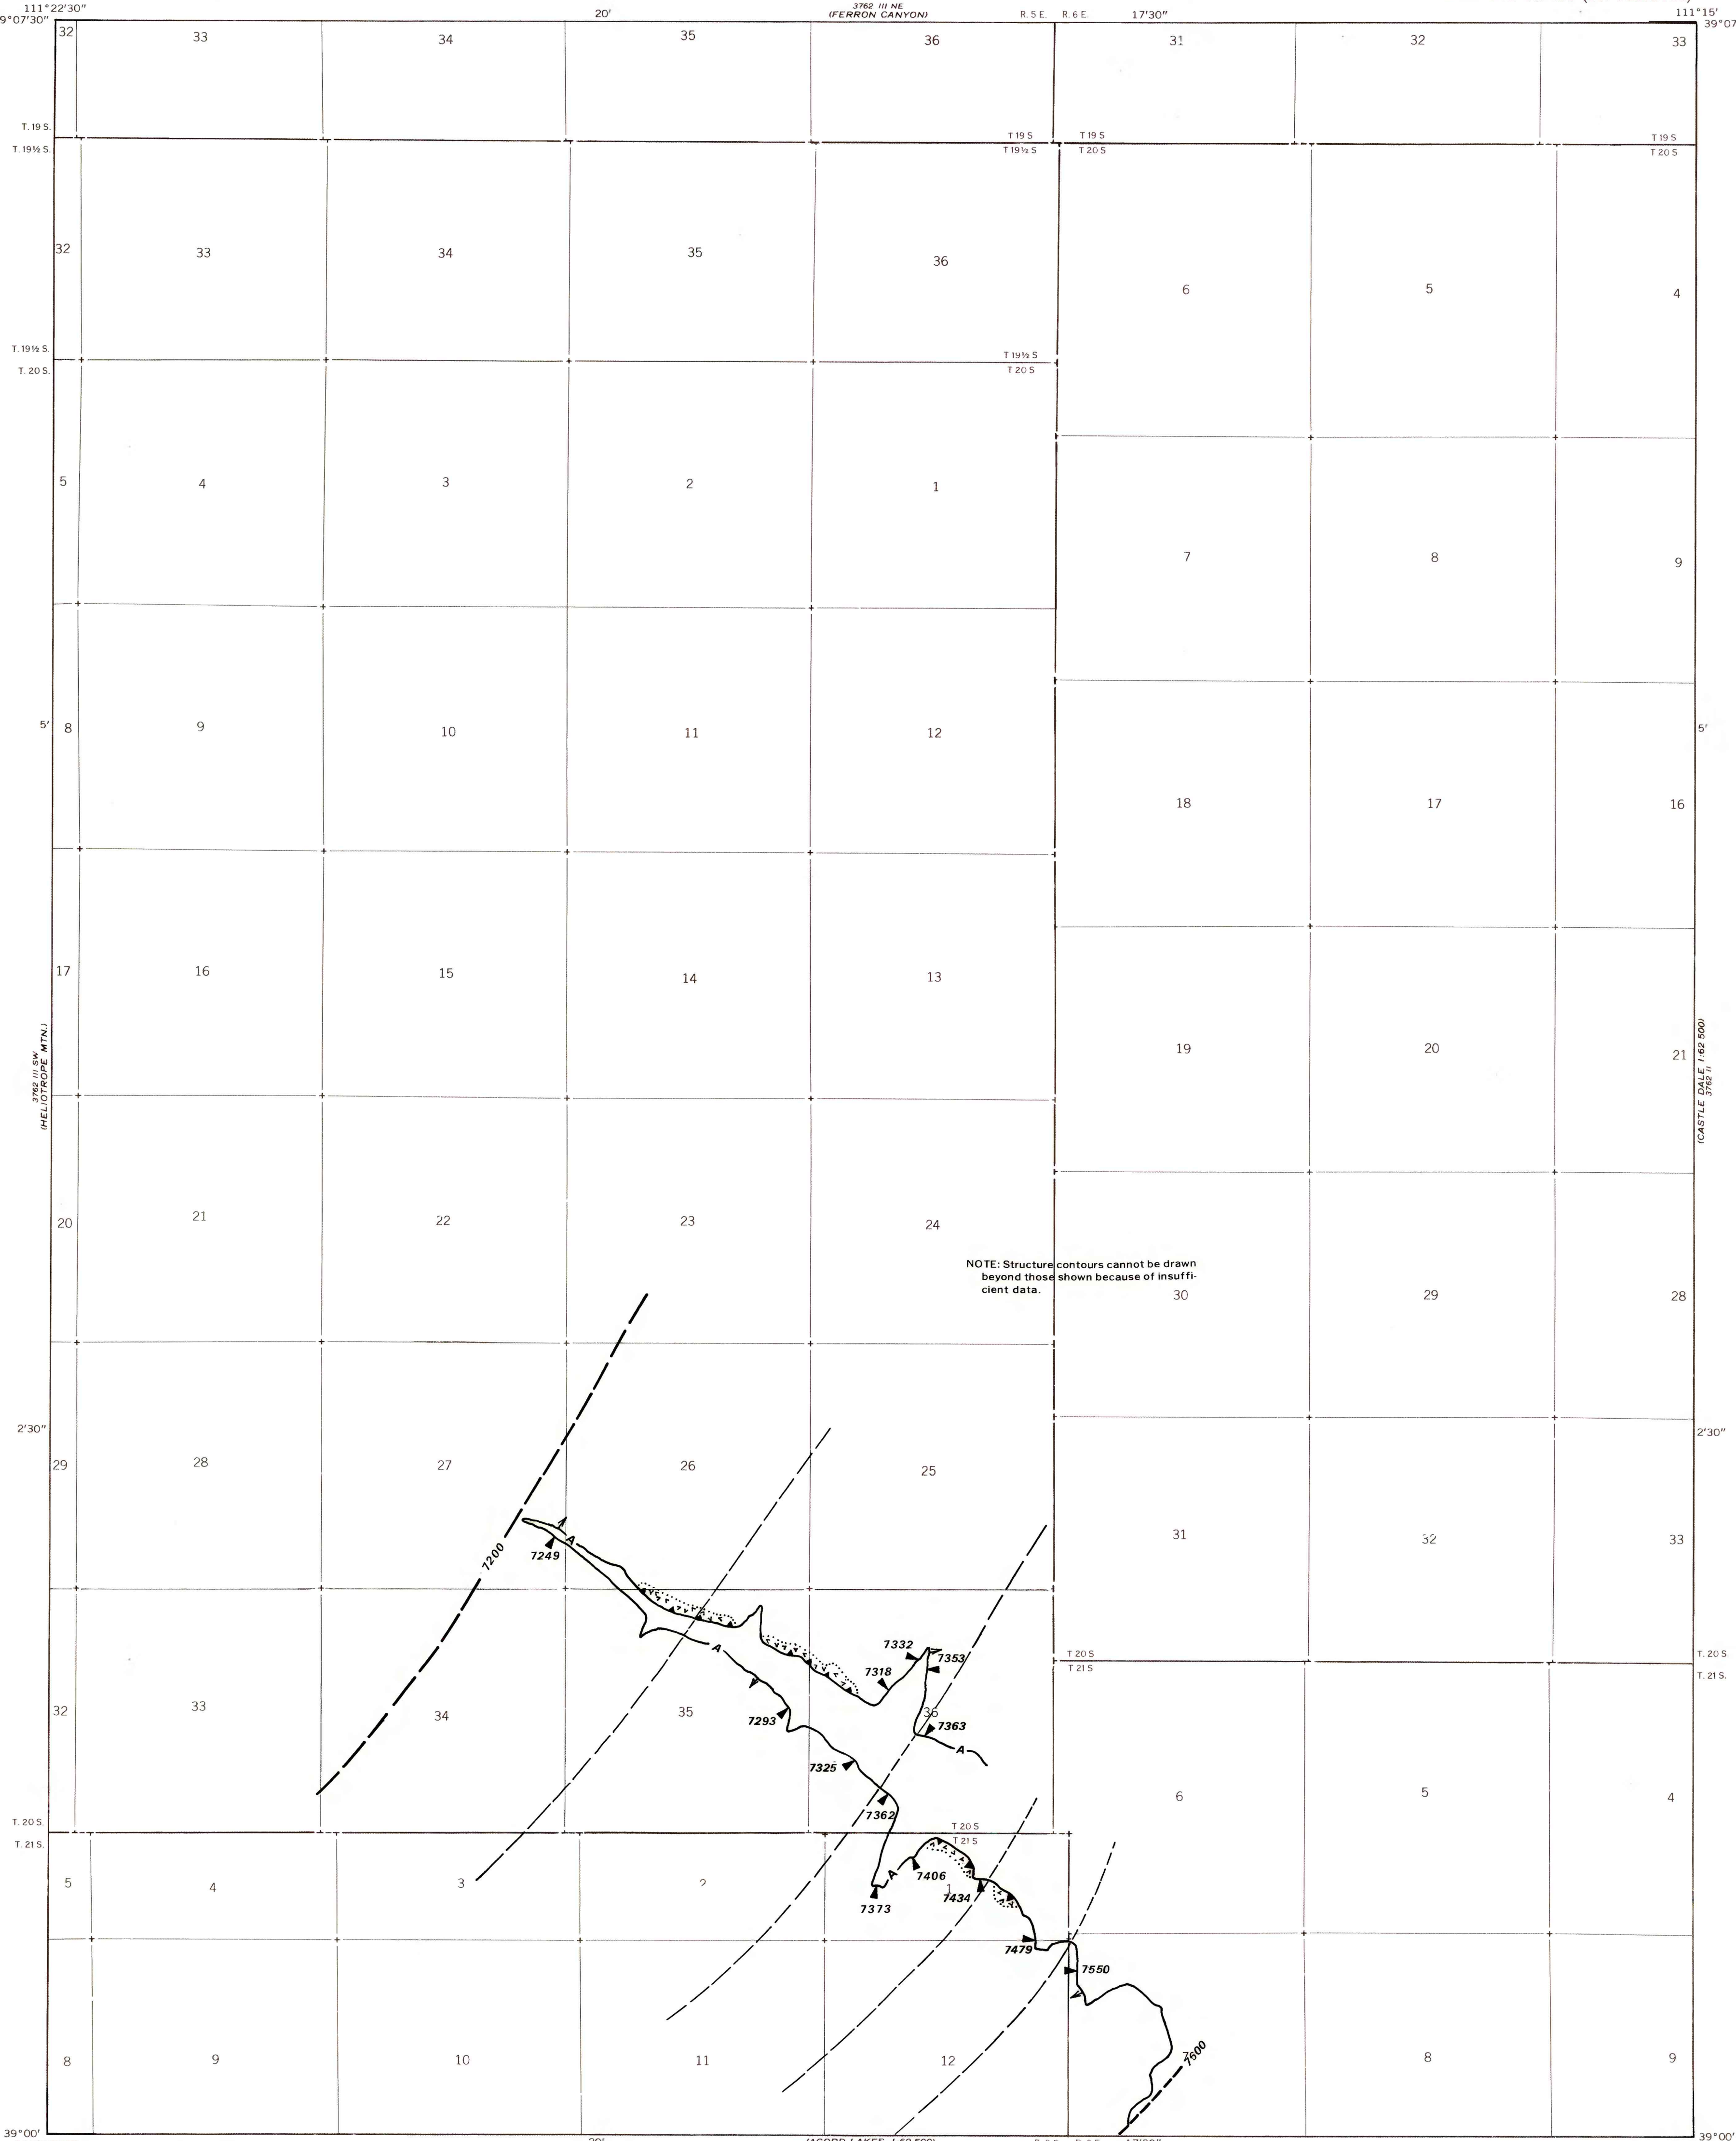 111°22'30"
20'
3762 III NE
(FERRON CANYON)
R. 5 E. R. 6 E.
17'30"
111°15'
9°07'30"
39°07
32 33 34 35 36 31 32 33
T. 19 S. T 19 S T 19 S T 19 S
T. 19½ S. T 19½ S T 20 S T 20 S
32 33 34 35 36 6 5 4
T. 19½ S. T 19½ S
T. 20 S. T 20 S
5 4 3 2 1
7 8 9
5' 8 9 10 11 12 5'
18 17 16
17 16 15 14 13
3762 III SW
(HELIOTROPE MTN.)
(CASTLE DALE 1:62 500)
3762 II
19 20 21
20 21 22 23 24
NOTE: Structure contours cannot be drawn
beyond those shown because of insuffi-
cient data.
30 29 28
2'30" 2'30"
29 28 27 26 25
31 32 33
7200
7249
A
A
7332
7353
T 20 S T. 20 S.
T 21 S T. 21 S.
7318
32 33 34 35 36
7293
7363
A
7325
7362
6 5 4
T. 20 S. T 20 S
T. 21 S. T 21 S
5 4 3 2 1
A
7406
7434
7373
7479
7550
7600
8 9 10 11 12 7 8 9
39°00' 39°00'